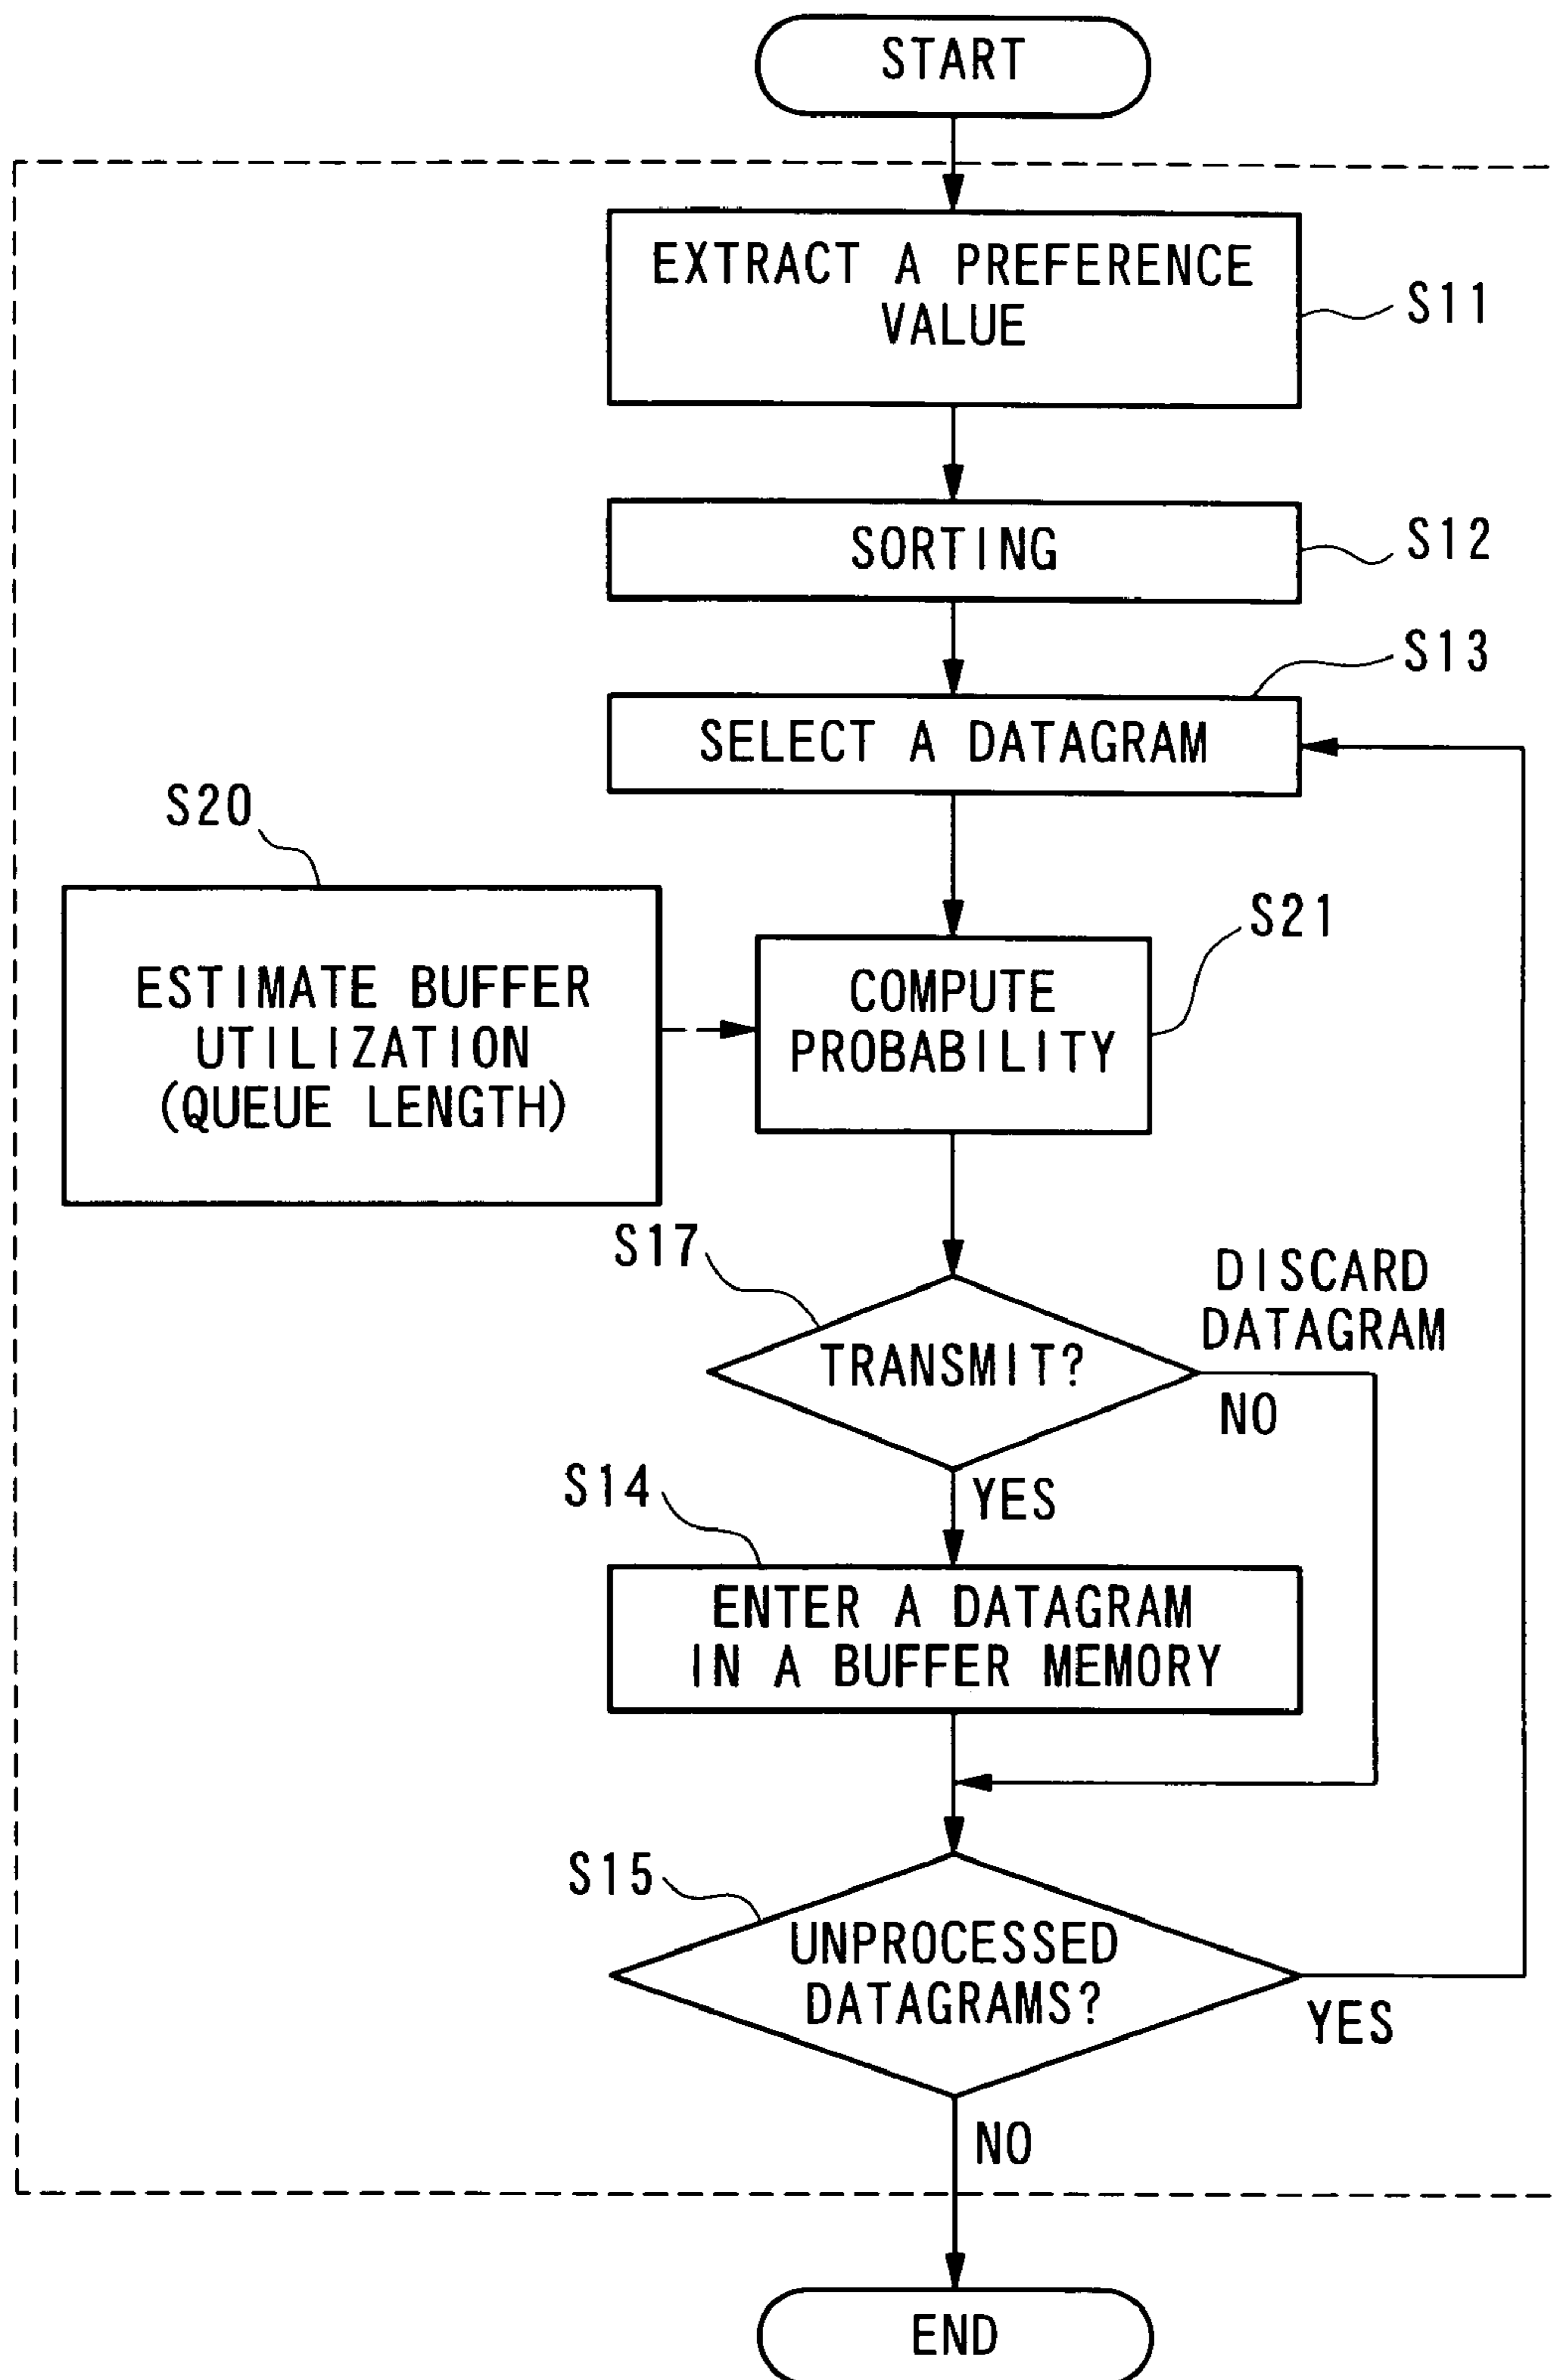 START
EXTRACT A PREFERENCE
VALUE
S11
SORTING
S12
S13
SELECT A DATAGRAM
S20
ESTIMATE BUFFER
UTILIZATION
(QUEUE LENGTH)
S21
COMPUTE
PROBABILITY
S17
TRANSMIT?
DISCARD
DATAGRAM
NO
YES
S14
ENTER A DATAGRAM
IN A BUFFER MEMORY
S15
UNPROCESSED
DATAGRAMS?
YES
NO
END